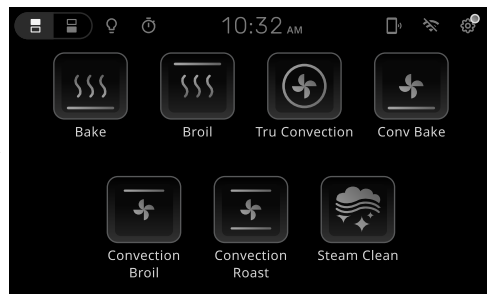 10:32 AM
Bake
Broil
Tru Convection
Conv Bake
Convection
Broil
Convection
Roast
Steam Clean